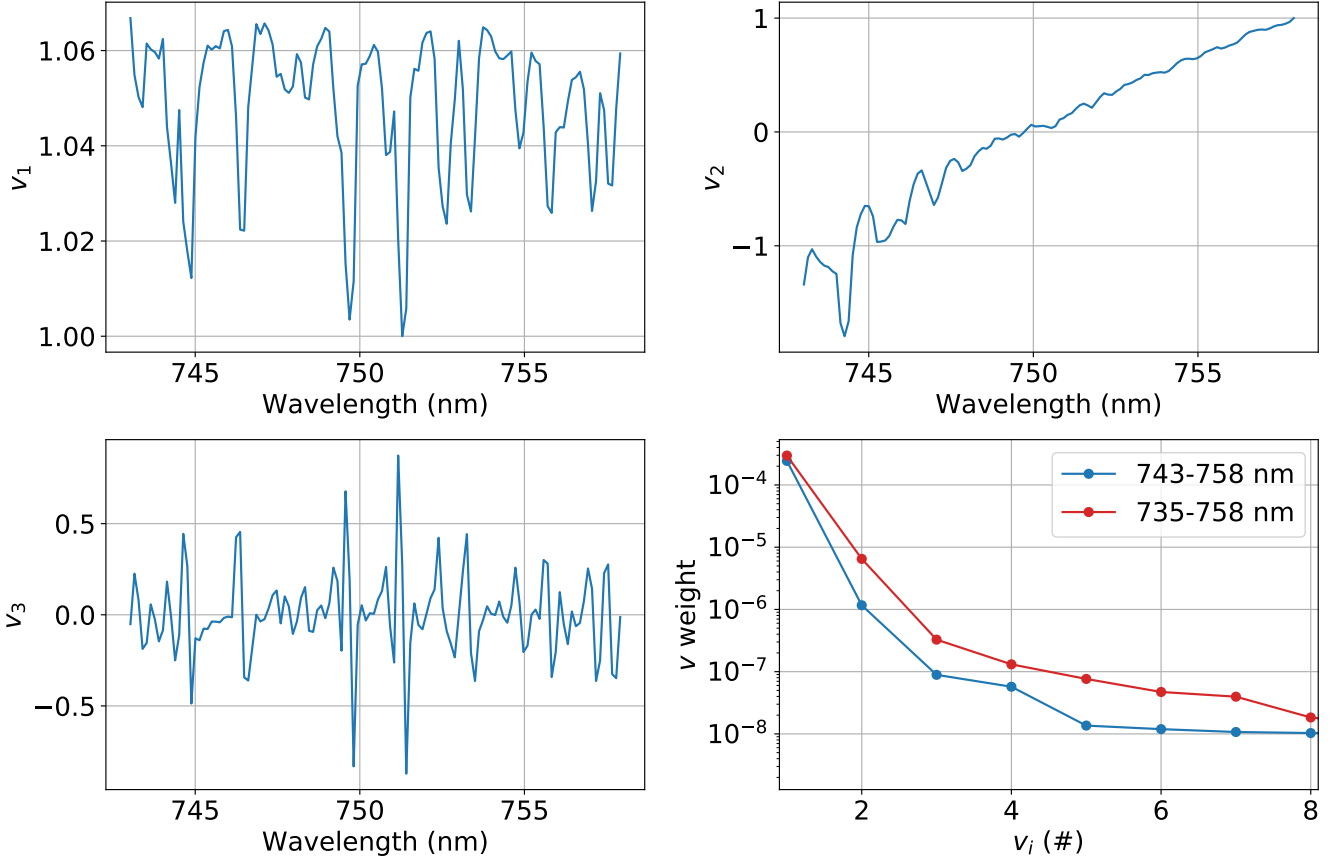 1.06
1.04
1.02
1.00
v₁
745
750
755
Wavelength (nm)
1
0
−1
v₂
745
750
755
Wavelength (nm)
0.5
0.0
−0.5
v₃
745
750
755
Wavelength (nm)
10⁻⁴
10⁻⁵
10⁻⁶
10⁻⁷
10⁻⁸
v weight
743-758 nm
735-758 nm
2
4
6
8
vᵢ (#)